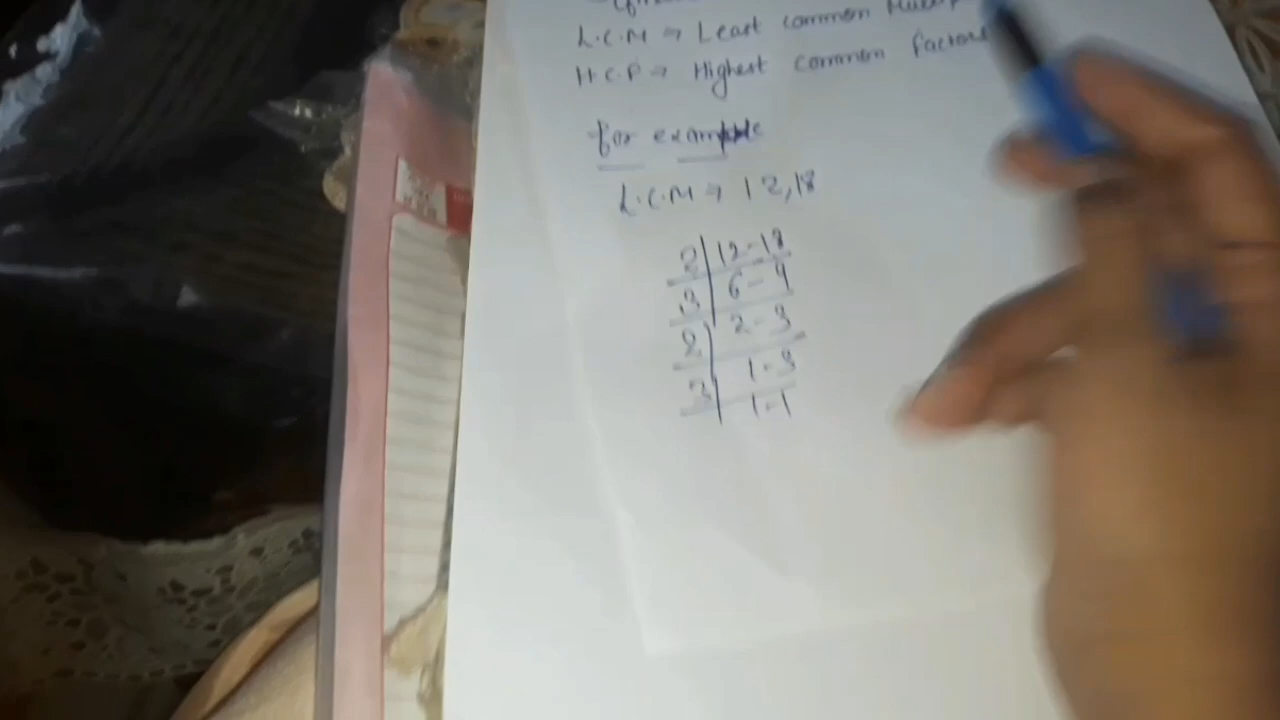 L.C.M ⇒ Least common
H.C.F ⇒ Highest common factors
for example
L.C.M ⇒ 12,18
2 | 12 - 18
3 | 6 - 9
2 | 2 - 3
3 | 1 - 3
1 - 1